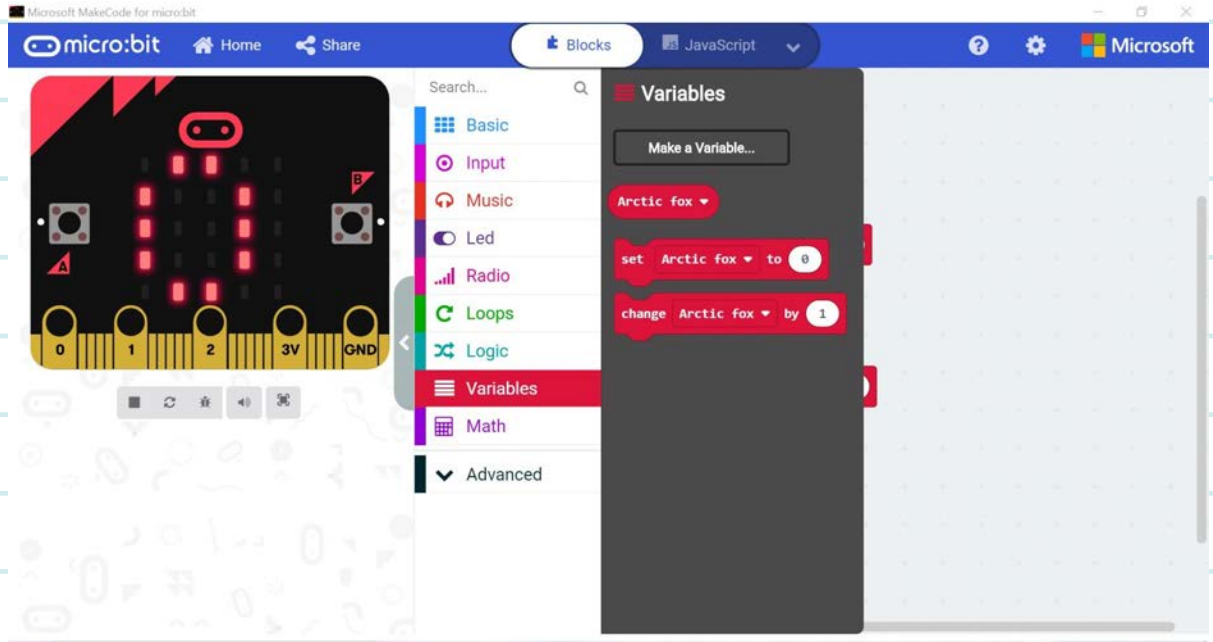 Microsoft MakeCode for micro:bit
micro:bit Home Share Blocks JavaScript Microsoft
Search...
Basic
Input
Music
Led
Radio
Loops
Logic
Variables
Math
Advanced
Variables
Make a Variable...
Arctic fox
set Arctic fox to 0
change Arctic fox by 1
B
A
0 1 2 3V GND